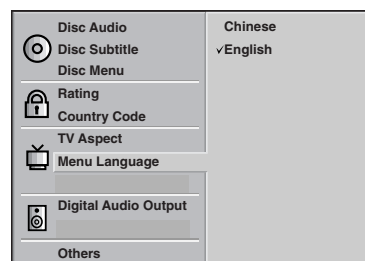 Disc Audio
Disc Subtitle
Disc Menu
Rating
Country Code
TV Aspect
Menu Language
Digital Audio Output
Others
Chinese
✓English